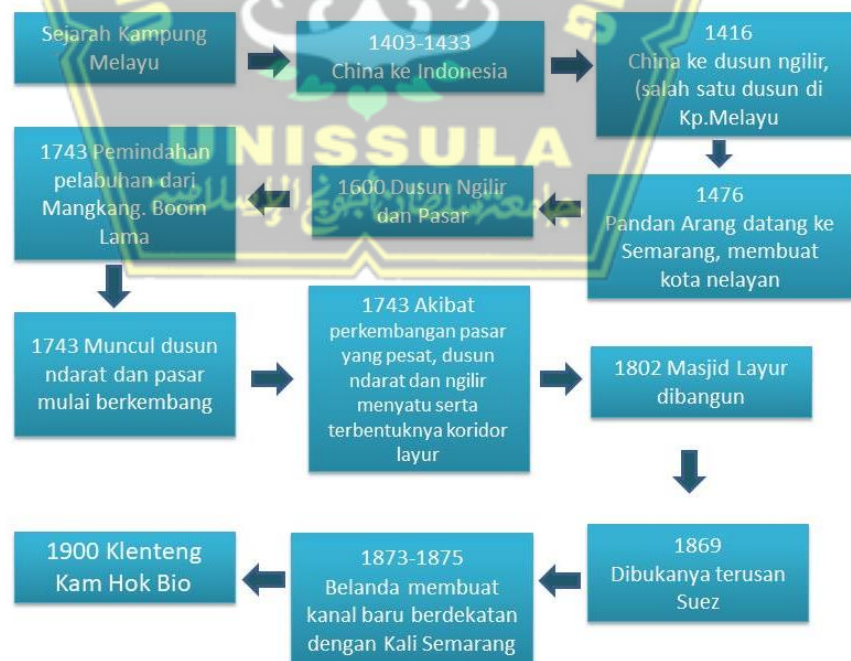 Sejarah Kampung
Melayu
1403-1433
China ke Indonesia
1416
China ke dusun ngilir,
(salah satu dusun di
Kp.Melayu
1476
Pandan Arang datang ke
Semarang, membuat
kota nelayan
1600 Dusun Ngilir
dan Pasar
1743 Pemindahan
pelabuhan dari
Mangkang. Boom
Lama
UNISSULA
1743 Muncul dusun
ndarat dan pasar
mulai berkembang
1743 Akibat
perkembangan pasar
yang pesat, dusun
ndarat dan ngilir
menyatu serta
terbentuknya koridor
layur
1802 Masjid Layur
dibangun
1869
Dibukanya terusan
Suez
1873-1875
Belanda membuat
kanal baru berdekatan
dengan Kali Semarang
1900 Klenteng
Kam Hok Bio